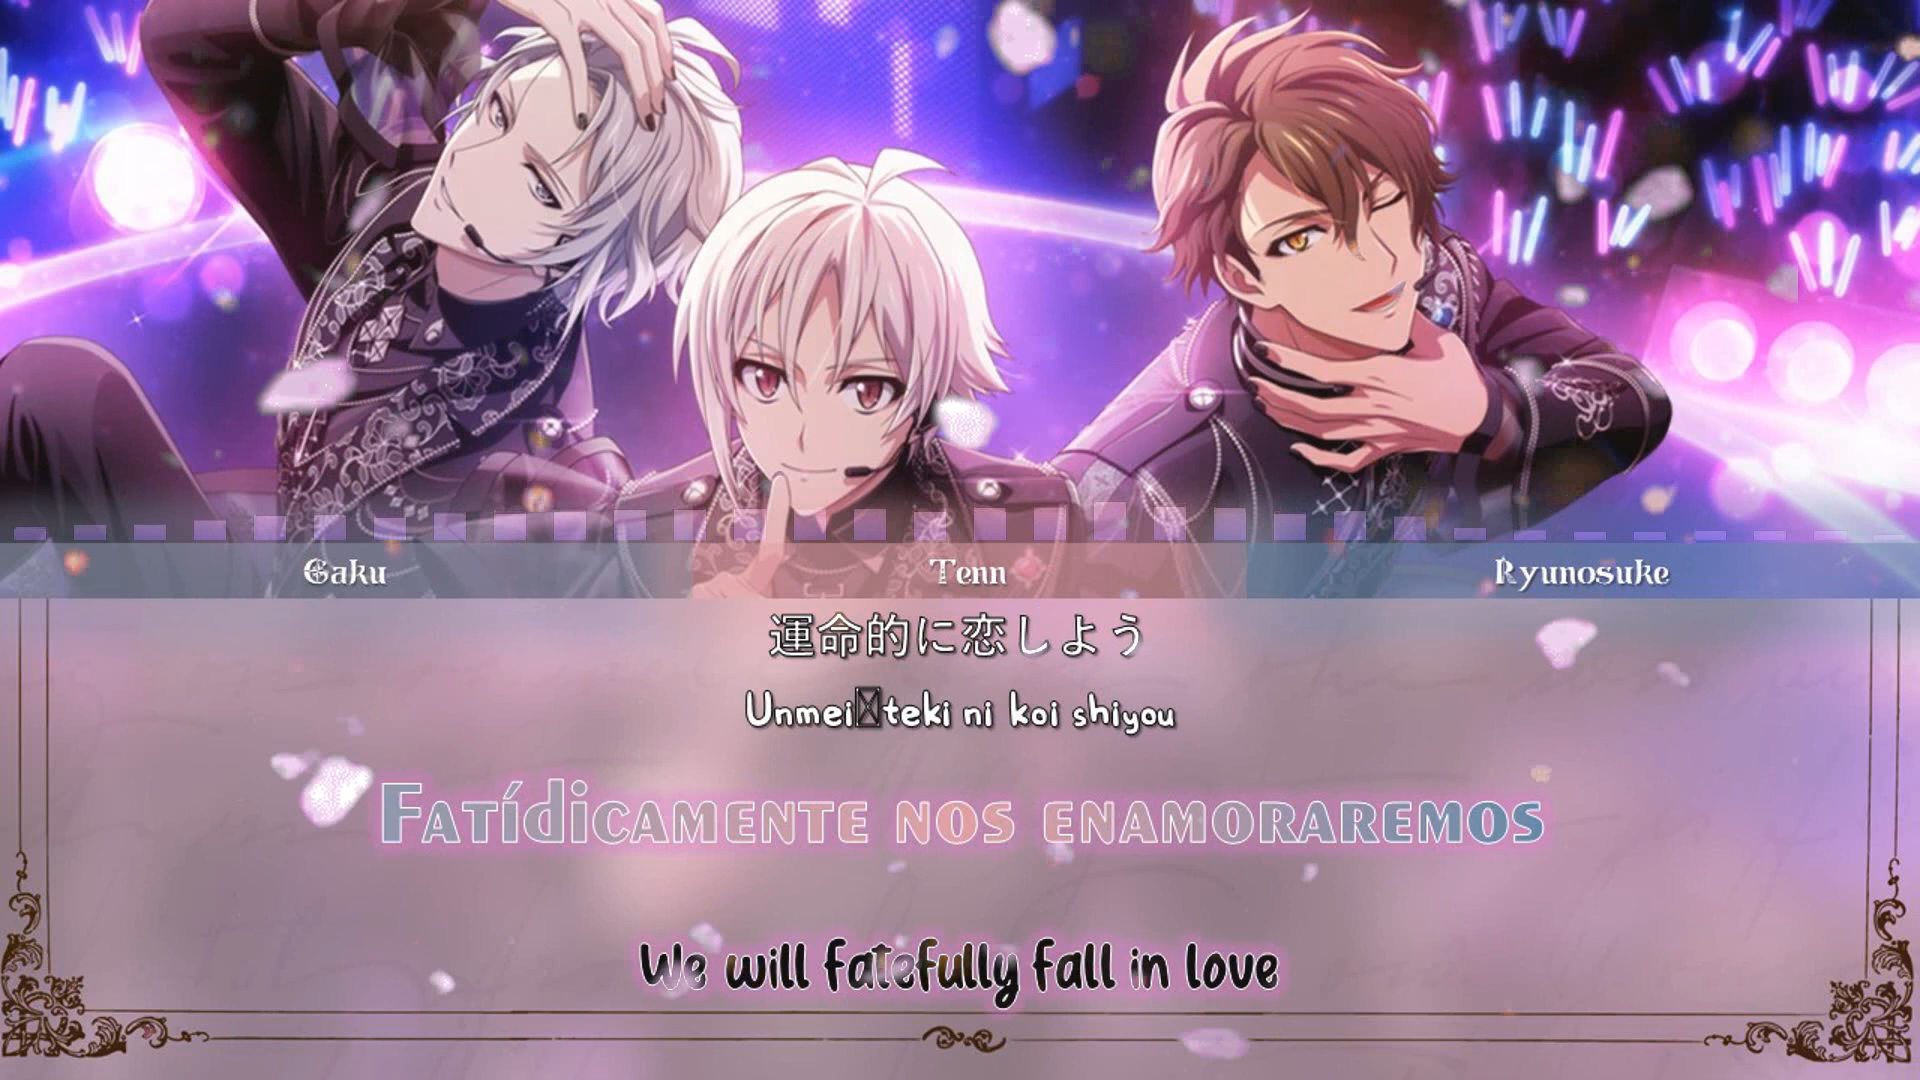 Gaku Tenn Ryunosuke
運命的に恋しよう
Unmei☒teki ni koi shiyou
Fatídicamente nos enamoraremos
We will fatefully fall in love